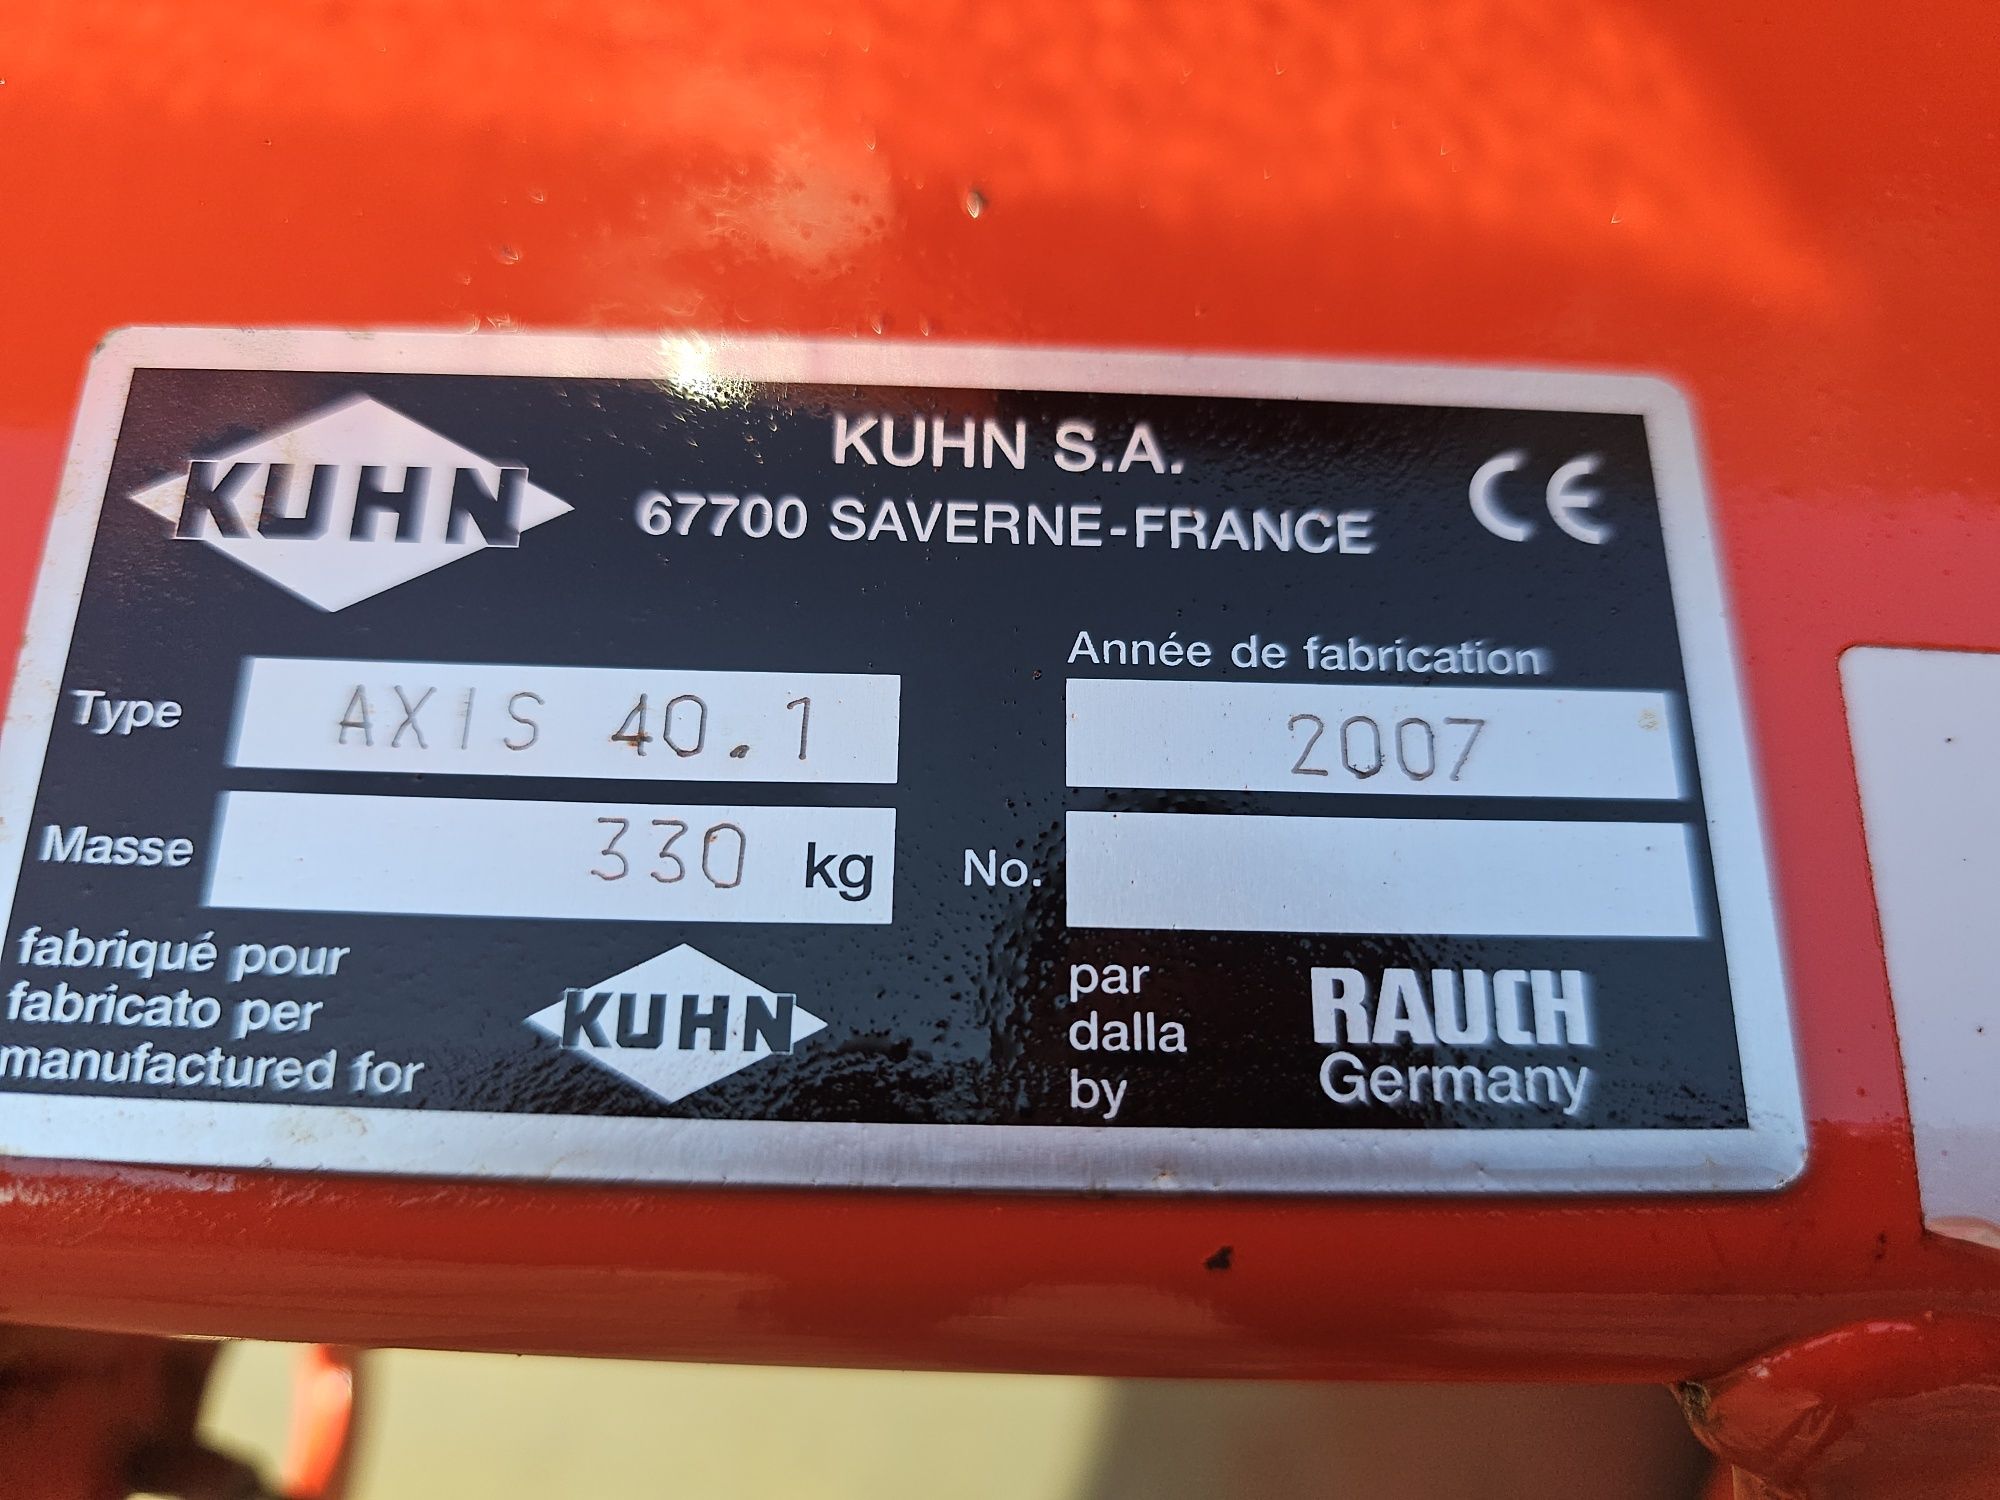 KUHN
KUHN S.A.
67700 SAVERNE-FRANCE
CE
Type AXIS 40.1
Année de fabrication
2007
Masse 330 kg
No.
fabriqué pour
fabricato per
manufactured for
KUHN
par
dalla
by
RAUCH
Germany